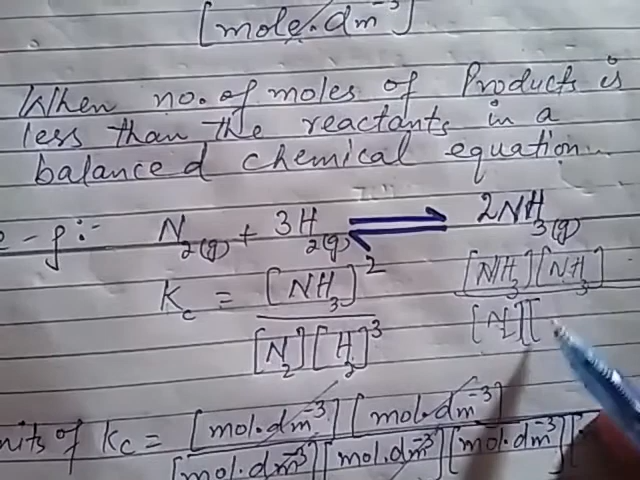 [mole.dm⁻³]
When no. of moles of Products is
less than the reactants in a
balanced chemical equation..
e-g:- N₂(g) + 3H₂(g) ⇌ 2NH₃(g)
Kc = [NH₃]² / [N₂][H₂]³ [NH₃][NH₃] / [N₂][
nits of Kc = [mol.dm⁻³][mol.dm⁻³] / [mol.dm⁻³][mol.dm⁻³][mol.dm⁻³][